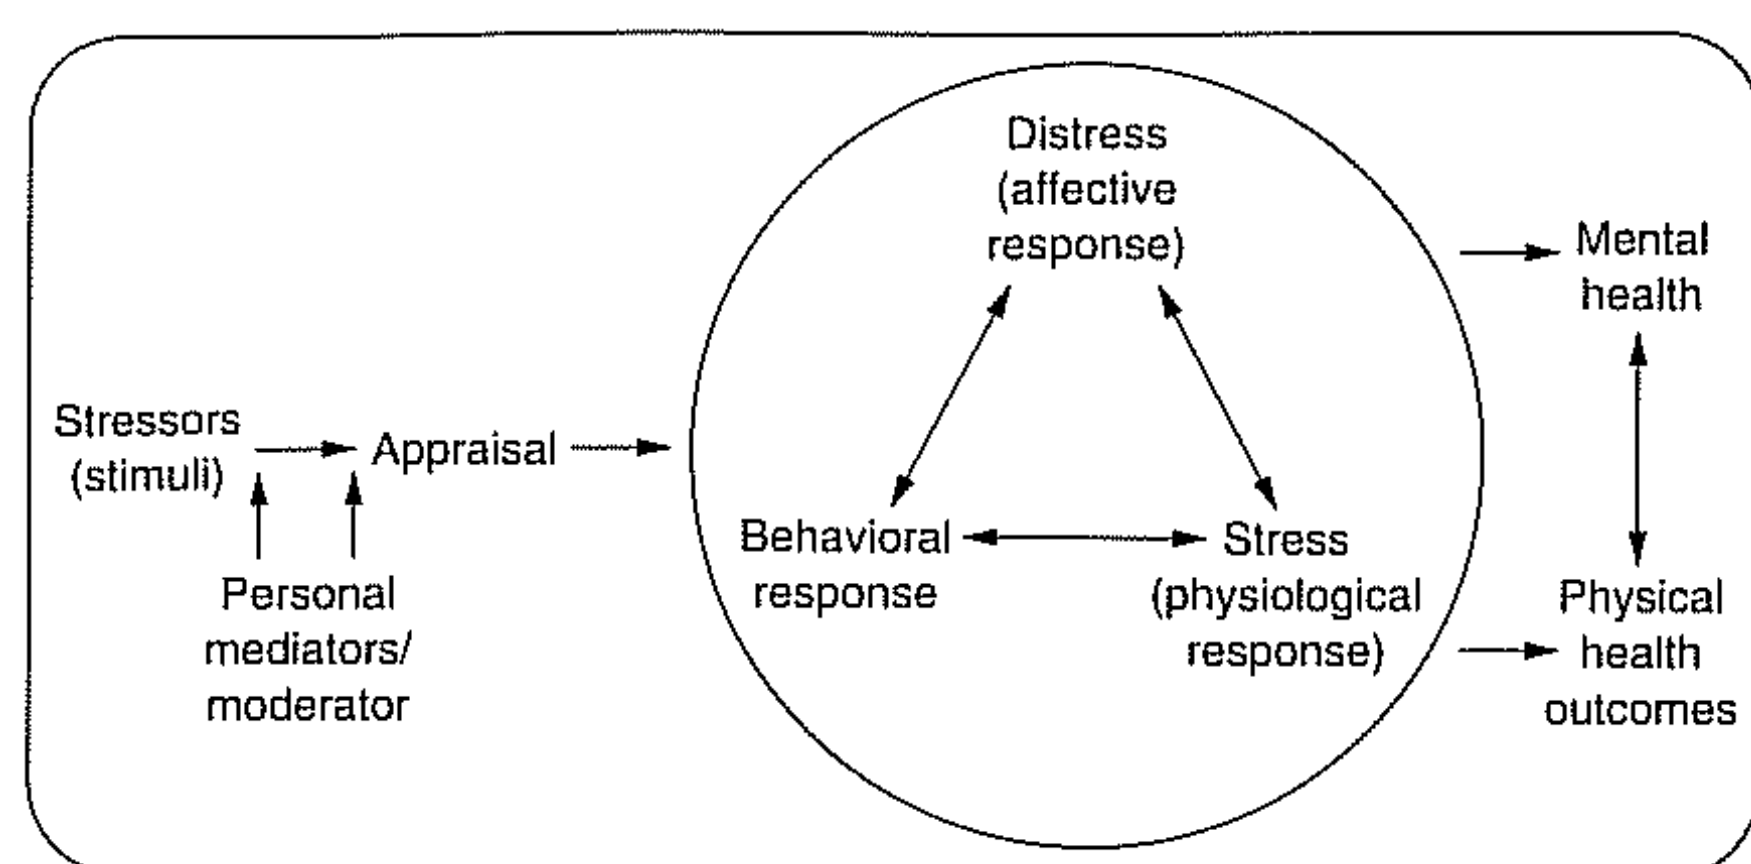 Stressors
(stimuli)
Appraisal
Personal
mediators/
moderator
Distress
(affective
response)
Behavioral
response
Stress
(physiological
response)
Mental
health
Physical
health
outcomes